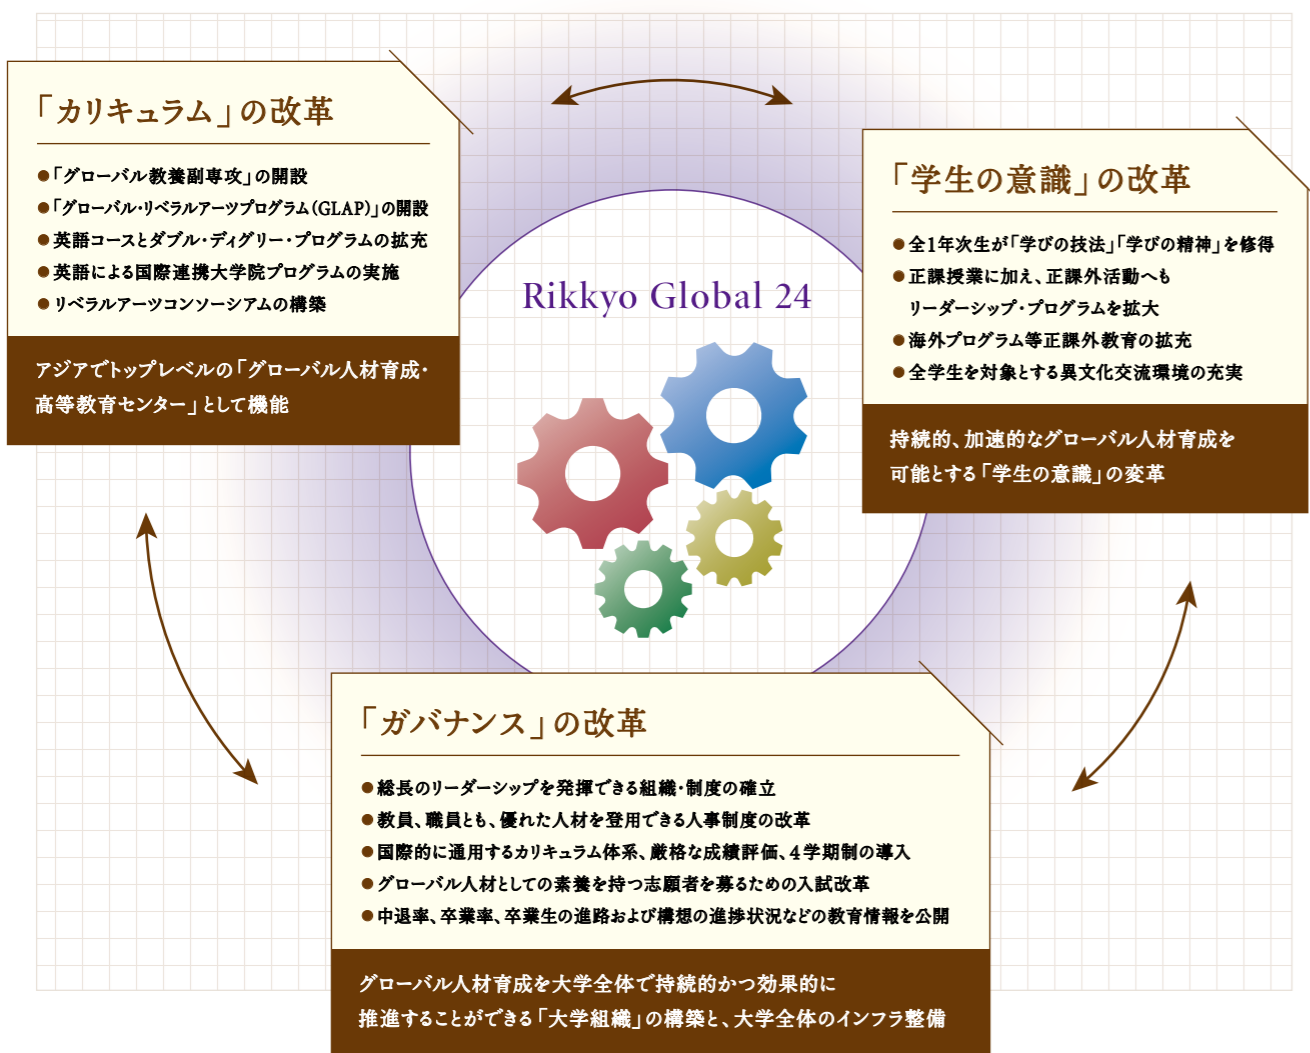 「カリキュラム」の改革
●「グローバル教養副専攻」の開設
●「グローバル・リベラルアーツプログラム（GLAP）」の開設
●英語コースとダブル・ディグリー・プログラムの拡充
●英語による国際連携大学院プログラムの実施
●リベラルアーツコンソーシアムの構築
アジアでトップレベルの「グローバル人材育成・
高等教育センター」として機能
「学生の意識」の改革
●全1年次生が「学びの技法」「学びの精神」を修得
●正課授業に加え、正課外活動へも
リーダーシップ・プログラムを拡大
●海外プログラム等正課外教育の拡充
●全学生を対象とする異文化交流環境の充実
持続的、加速的なグローバル人材育成を
可能とする「学生の意識」の変革
Rikkyo Global 24
「ガバナンス」の改革
●総長のリーダーシップを発揮できる組織・制度の確立
●教員、職員とも、優れた人材を登用できる人事制度の改革
●国際的に通用するカリキュラム体系、厳格な成績評価、4学期制の導入
●グローバル人材としての素養を持つ志願者を募るための入試改革
●中退率、卒業率、卒業生の進路および構想の進捗状況などの教育情報を公開
グローバル人材育成を大学全体で持続的かつ効果的に
推進することができる「大学組織」の構築と、大学全体のインフラ整備